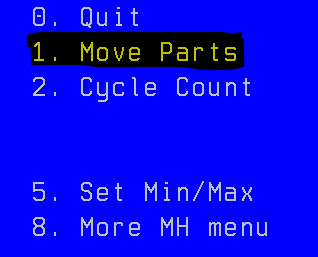 0. Quit
1. Move Parts
2. Cycle Count
5. Set Min/Max
8. More MH menu